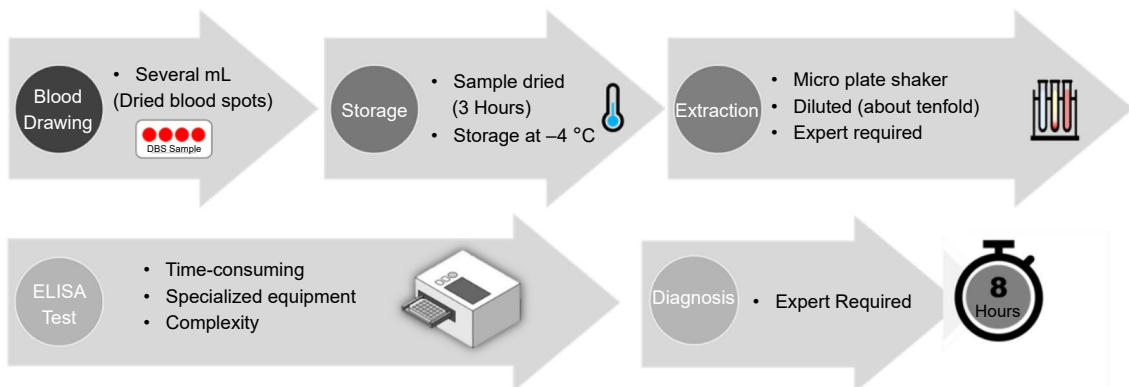 Blood
Drawing
• Several mL
(Dried blood spots)
DBS Sample
Storage
• Sample dried
(3 Hours)
• Storage at –4 °C
Extraction
• Micro plate shaker
• Diluted (about tenfold)
• Expert required
ELISA
Test
• Time-consuming
• Specialized equipment
• Complexity
Diagnosis
• Expert Required
8
Hours